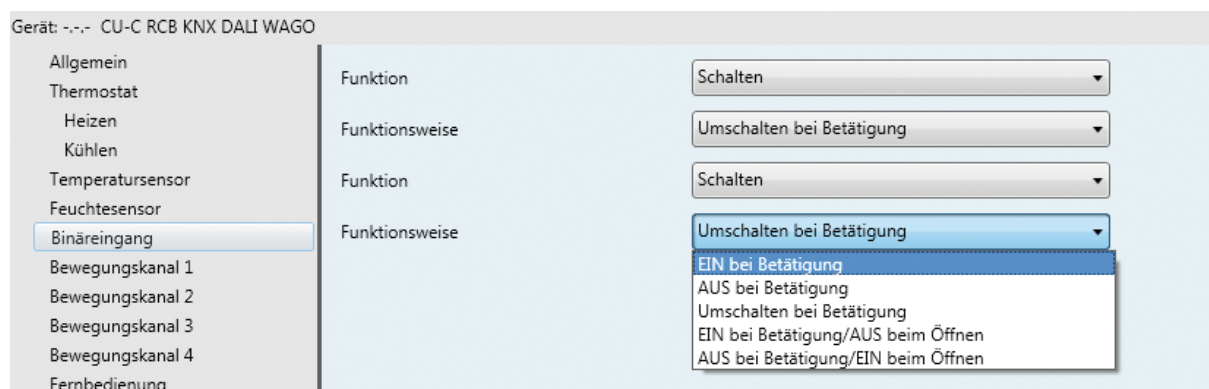 Gerät: -.-.- CU-C RCB KNX DALI WAGO
Allgemein
Thermostat
Heizen
Kühlen
Temperatursensor
Feuchtesensor
Binäreingang
Bewegungskanal 1
Bewegungskanal 2
Bewegungskanal 3
Bewegungskanal 4
Fernbedienung
Funktion
Schalten
Funktionsweise
Umschalten bei Betätigung
Funktion
Schalten
Funktionsweise
Umschalten bei Betätigung
EIN bei Betätigung
AUS bei Betätigung
Umschalten bei Betätigung
EIN bei Betätigung/AUS beim Öffnen
AUS bei Betätigung/EIN beim Öffnen